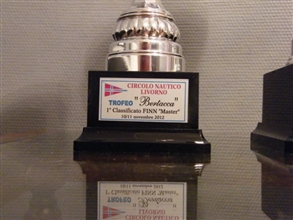 CIRCOLO NAUTICO
LIVORNO
TROFEO "Bertacca"
1° Classificato FINN "Master"
10/11 novembre 2012